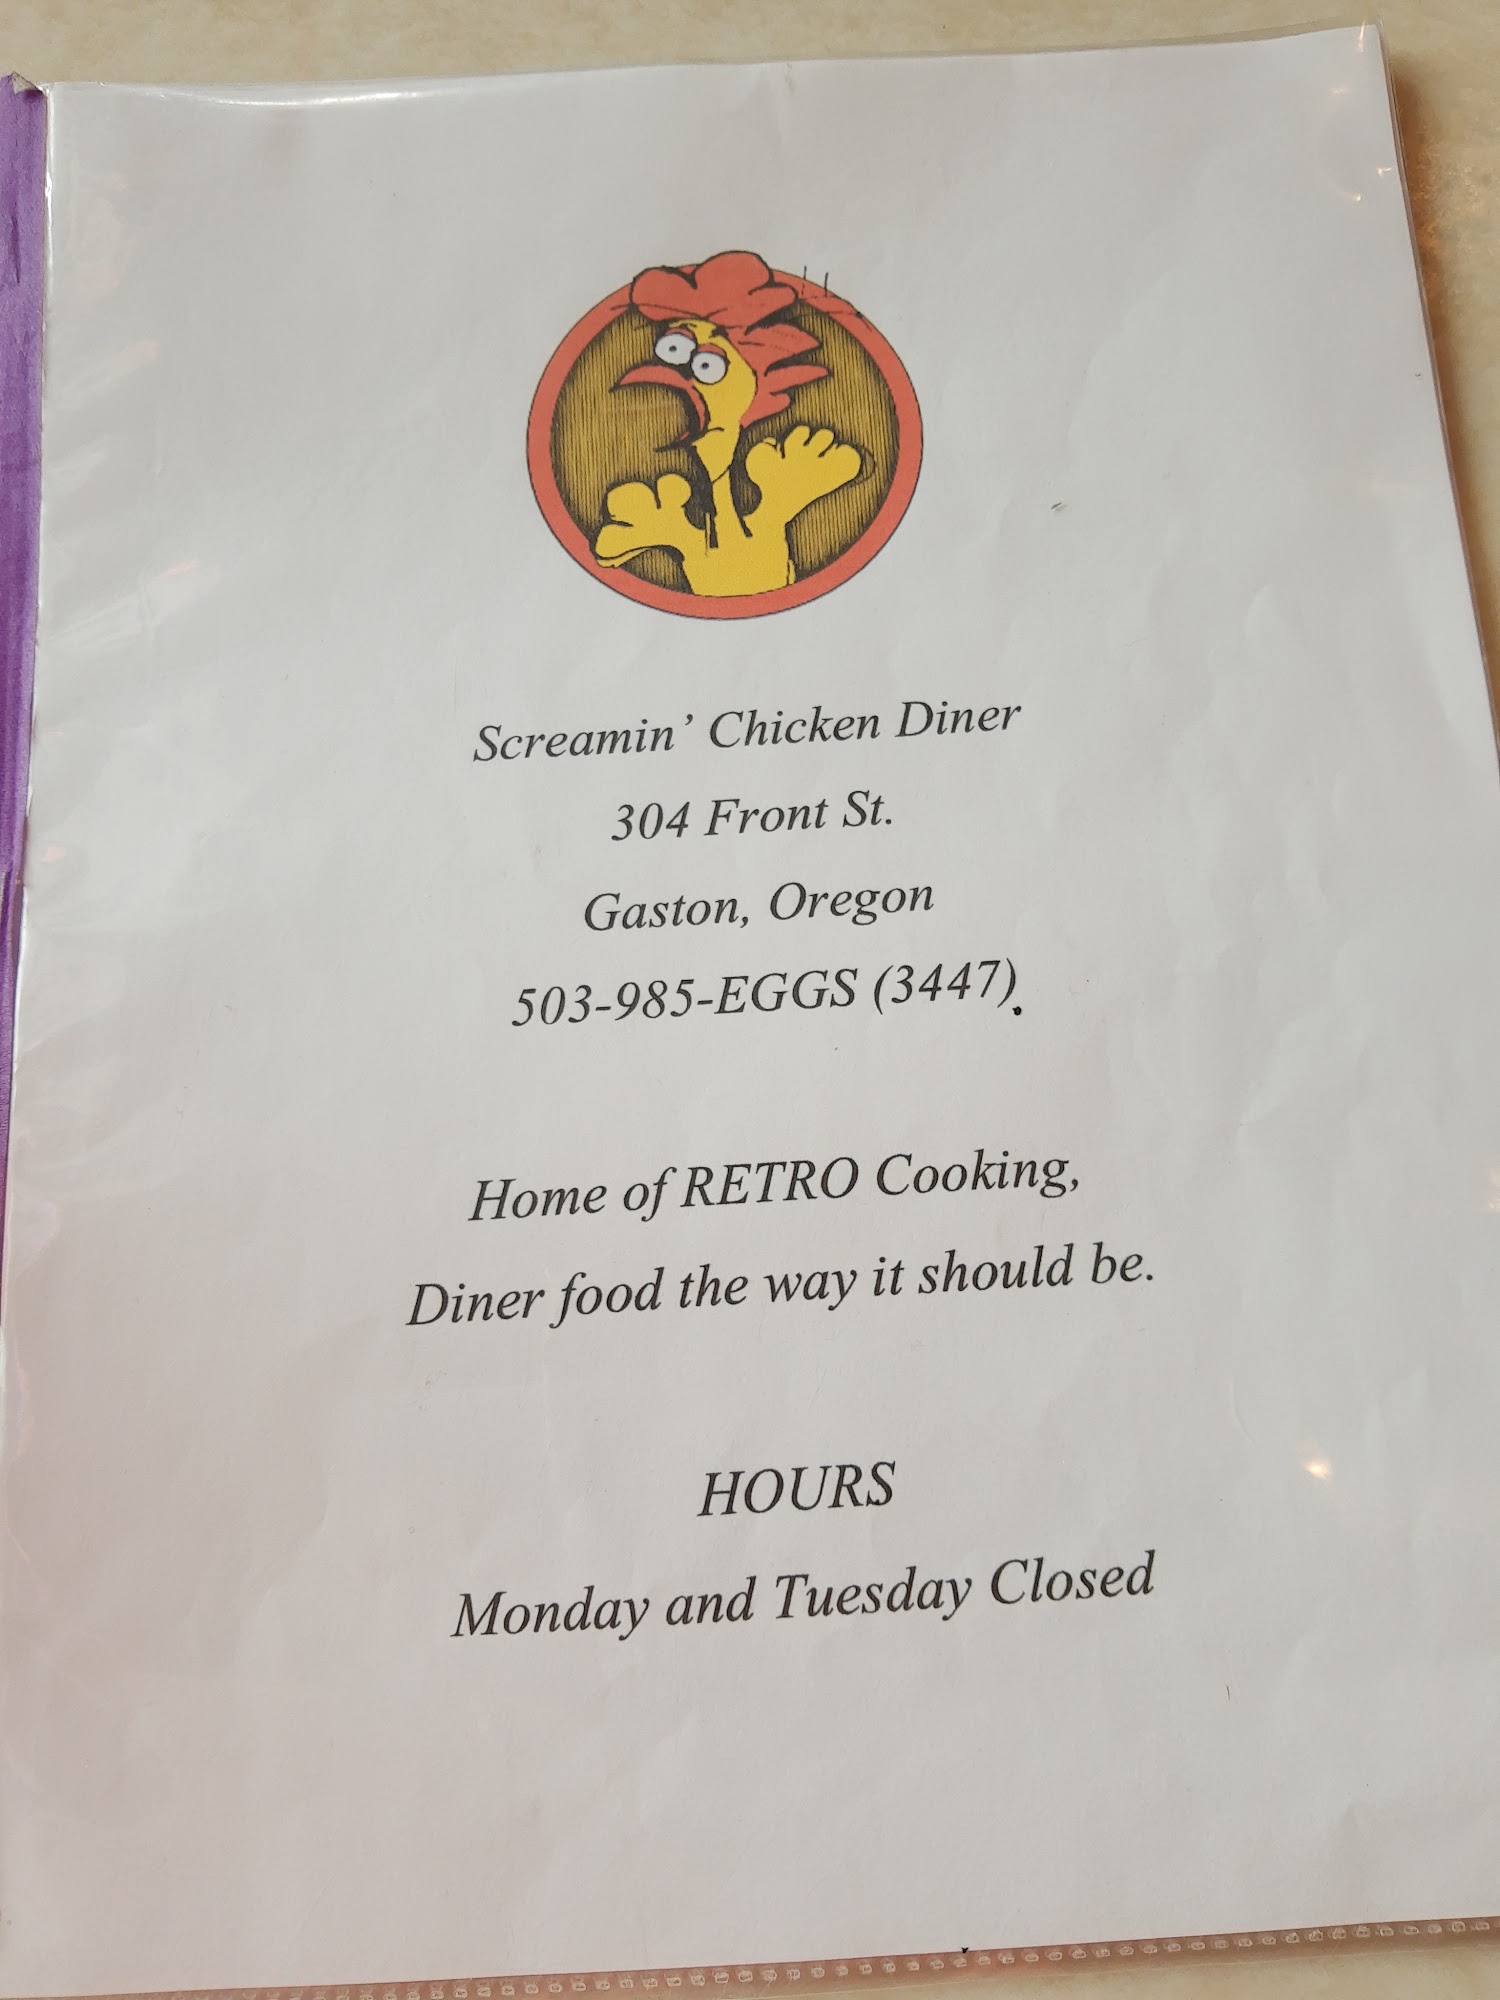 Screamin' Chicken Diner
304 Front St.
Gaston, Oregon
503-985-EGGS (3447)
Home of RETRO Cooking,
Diner food the way it should be.
HOURS
Monday and Tuesday Closed